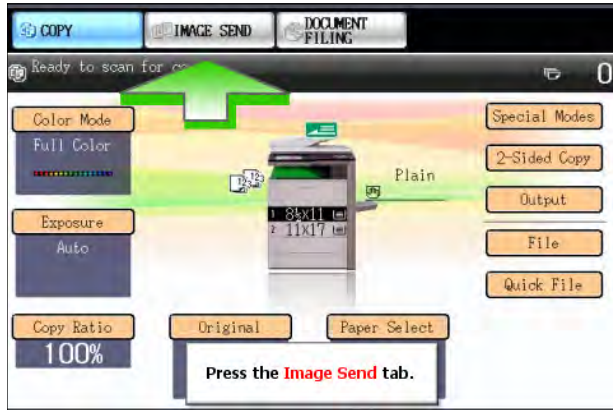 COPY
IMAGE SEND
DOCUMENT
FILING
Ready to scan for
0
Color Mode
Full Color
Special Modes
2-Sided Copy
Plain
Output
1 8½x11
2 11x17
Exposure
Auto
File
Quick File
Copy Ratio
100%
Original
Paper Select
Press the Image Send tab.